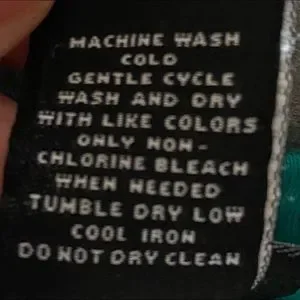 MACHINE WASH
COLD
GENTLE CYCLE
WASH AND DRY
WITH LIKE COLORS
ONLY NON-
CHLORINE BLEACH
WHEN NEEDED
TUMBLE DRY LOW
COOL IRON
DO NOT DRY CLEAN